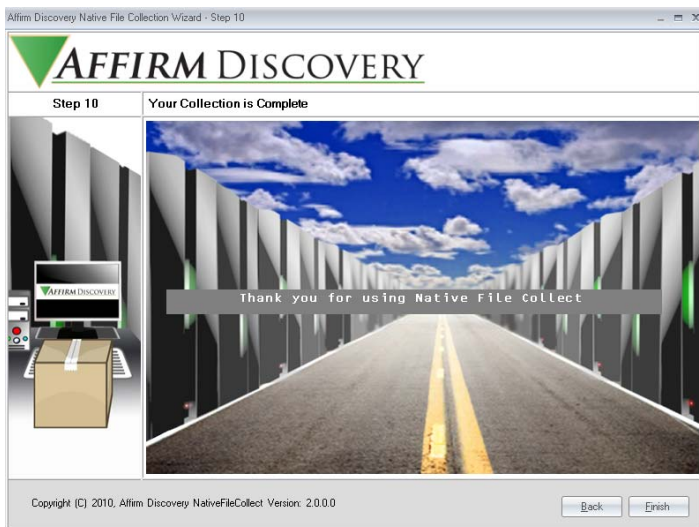 Affirm Discovery Native File Collection Wizard - Step 10
AFFIRM DISCOVERY
Step 10
Your Collection is Complete
AFFIRM DISCOVERY
Thank you for using Native File Collect
Copyright (C) 2010, Affirm Discovery NativeFileCollect Version: 2.0.0.0
Back
Finish